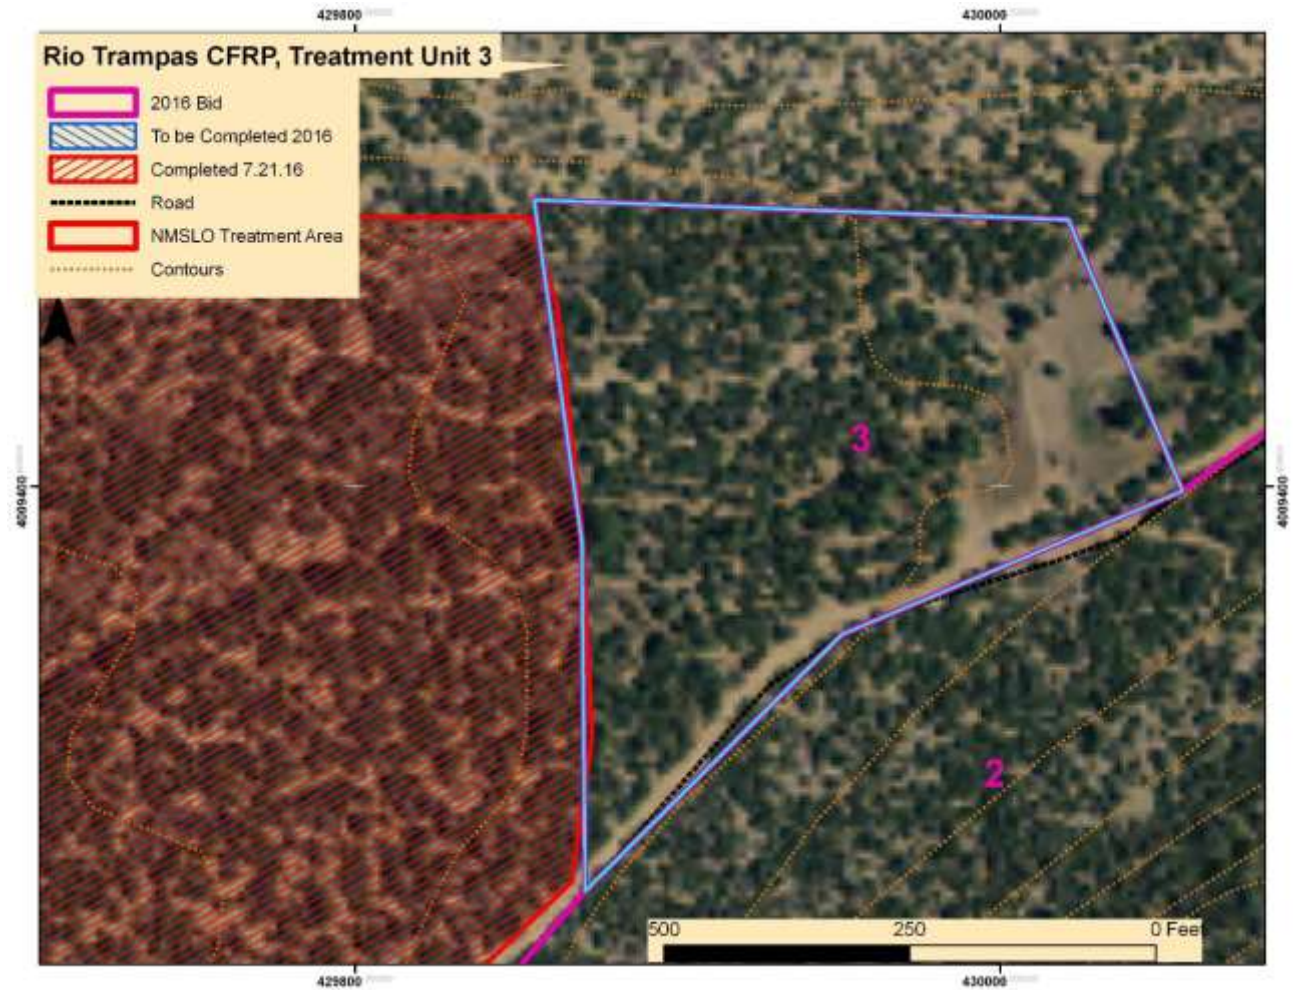 429800
430000
Rio Trampas CFRP, Treatment Unit 3
2016 Bid
To be Completed 2016
Completed 7.21.16
Road
NMSLO Treatment Area
Contours
3
4009400
4009400
2
500 250 0 Feet
429800
430000